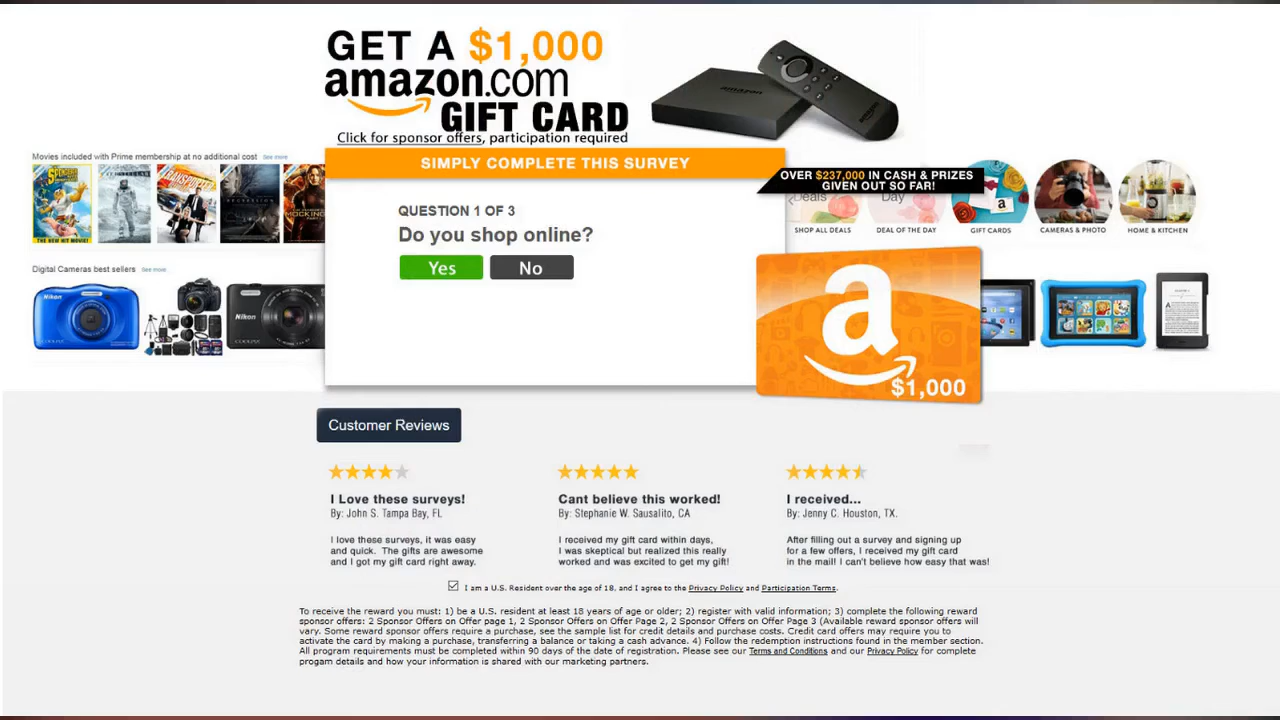 GET A $1,000
amazon.com
GIFT CARD
Click for sponsor offers, participation required
amazon
Movies included with Prime membership at no additional cost See more
SIMPLY COMPLETE THIS SURVEY
OVER $237,000 IN CASH & PRIZES
GIVEN OUT SO FAR!
QUESTION 1 OF 3
Do you shop online?
Yes No
Deals Day
SHOP ALL DEALS DEAL OF THE DAY GIFT CARDS CAMERAS & PHOTO HOME & KITCHEN
THE NEW HIT MOVIE!
REGRESSION
Digital Cameras best sellers See more
Nikon
Nikon
COOLPIX
a
$1,000
Customer Reviews
I Love these surveys!
By: John S. Tampa Bay, FL
I love these surveys, it was easy
and quick. The gifts are awesome
and I got my gift card right away.
Cant believe this worked!
By: Stephanie W. Sausalito, CA
I received my gift card within days,
I was skeptical but realized this really
worked and was excited to get my gift!
I received...
By: Jenny C. Houston, TX.
After filling out a survey and signing up
for a few offers, I received my gift card
in the mail! I can't believe how easy that was!
I am a U.S. Resident over the age of 18, and I agree to the Privacy Policy and Participation Terms.
To receive the reward you must: 1) be a U.S. resident at least 18 years of age or older; 2) register with valid information; 3) complete the following reward
sponsor offers: 2 Sponsor Offers on Offer page 1, 2 Sponsor Offers on Offer Page 2, 2 Sponsor Offers on Offer Page 3 (Available reward sponsor offers will
vary. Some reward sponsor offers require a purchase, see the sample list for credit details and purchase costs. Credit card offers may require you to
activate the card by making a purchase, transferring a balance or taking a cash advance. 4) Follow the redemption instructions found in the member section.
All program requirements must be completed within 90 days of the date of registration. Please see our Terms and Conditions and our Privacy Policy for complete
progam details and how your information is shared with our marketing partners.